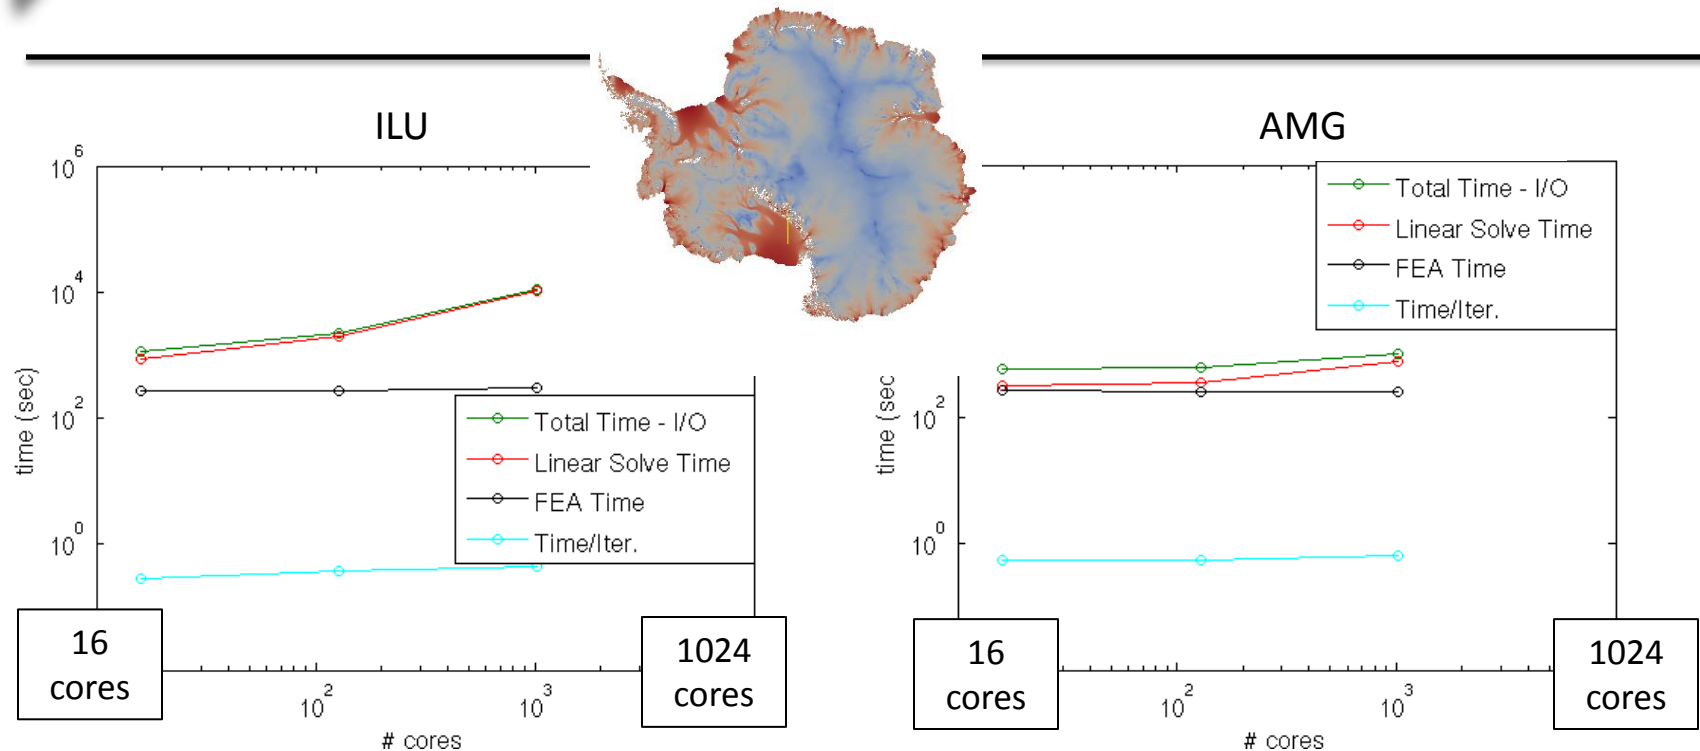 ILU
AMG
10^6
10^4
10^2
10^0
time (sec)
Total Time - I/O
Linear Solve Time
FEA Time
Time/Iter.
16
cores
1024
cores
10^2
10^3
# cores
Total Time - I/O
Linear Solve Time
FEA Time
Time/Iter.
time (sec
10^2
10^0
16
cores
1024
cores
10^2
10^3
# cores